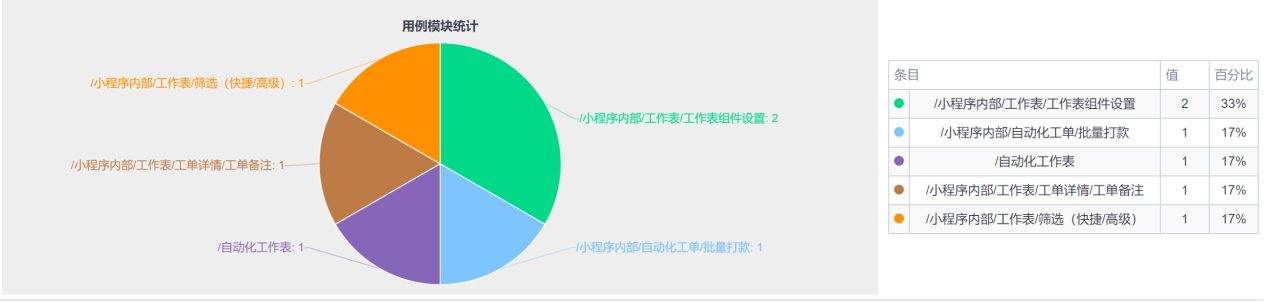 用例模块统计
/小程序内部/工作表/筛选（快捷/高级）: 1
/小程序内部/工作表/工作表组件设置: 2
/小程序内部/工作表/工单详情/工单备注: 1
/自动化工作表: 1
/小程序内部/自动化工单/批量打款: 1
条目 值 百分比
/小程序内部/工作表/工作表组件设置 2 33%
/小程序内部/自动化工单/批量打款 1 17%
/自动化工作表 1 17%
/小程序内部/工作表/工单详情/工单备注 1 17%
/小程序内部/工作表/筛选（快捷/高级） 1 17%